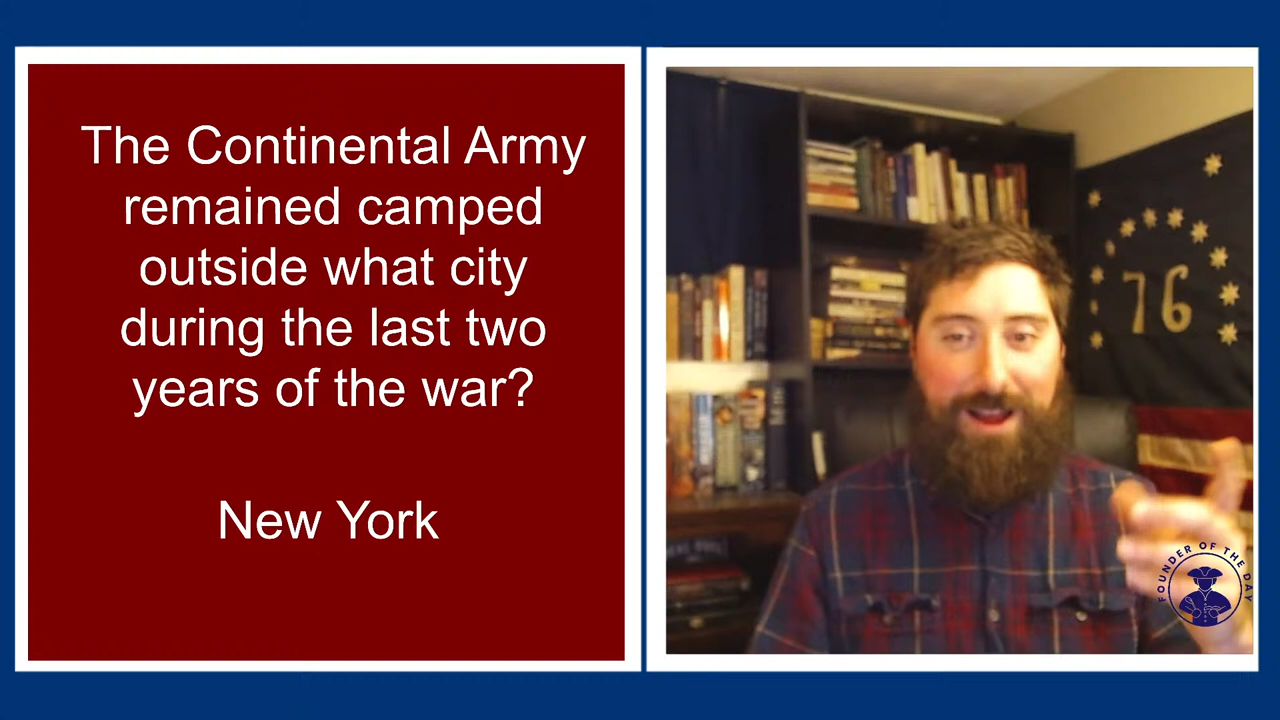 The Continental Army
remained camped
outside what city
during the last two
years of the war?
New York
76
FOUNDER OF THE DAY